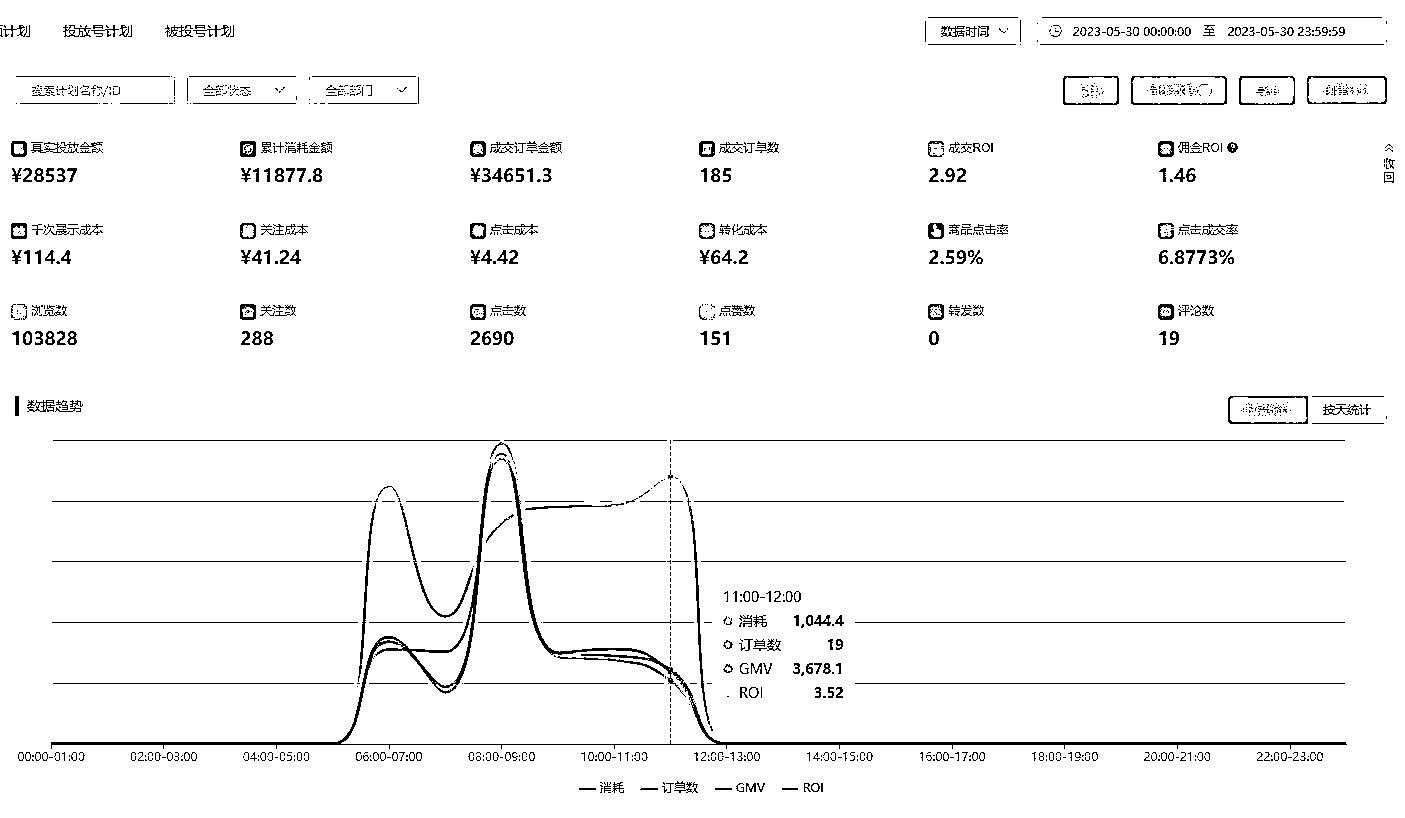 计划 投放号计划 被投号计划 数据时间 2023-05-30 00:00:00 至 2023-05-30 23:59:59
搜索计划名称/ID 全部状态 全部部门
真实投放金额 累计消耗金额 成交订单金额 成交订单数 成交ROI 佣金ROI
¥28537 ¥11877.8 ¥34651.3 185 2.92 1.46
收回
千次展示成本 关注成本 点击成本 转化成本 商品点击率 点击成交率
¥114.4 ¥41.24 ¥4.42 ¥64.2 2.59% 6.8773%
浏览数 关注数 点击数 点赞数 转发数 评论数
103828 288 2690 151 0 19
数据趋势 按天统计
11:00-12:00
消耗 1,044.4
订单数 19
GMV 3,678.1
ROI 3.52
00:00-01:00 02:00-03:00 04:00-05:00 06:00-07:00 08:00-09:00 10:00-11:00 12:00-13:00 14:00-15:00 16:00-17:00 18:00-19:00 20:00-21:00 22:00-23:00
消耗 订单数 GMV ROI